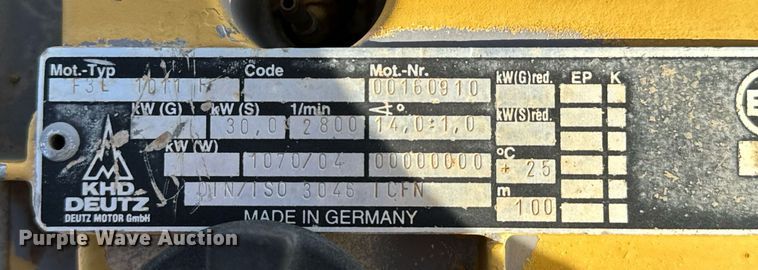 Mot.-Typ Code Mot.-Nr. kW(G)red. EP K
F3L 1011 F 00160910
kW (G) kW (S) 1/min kW(S)red.
30,0 2800 14,0±1,0
kW (W) °C
1070/04 00000000 + 25
DIN/ISO 3046 ICFN m
100
KHD
DEUTZ
DEUTZ MOTOR GmbH
MADE IN GERMANY
Purple Wave Auction